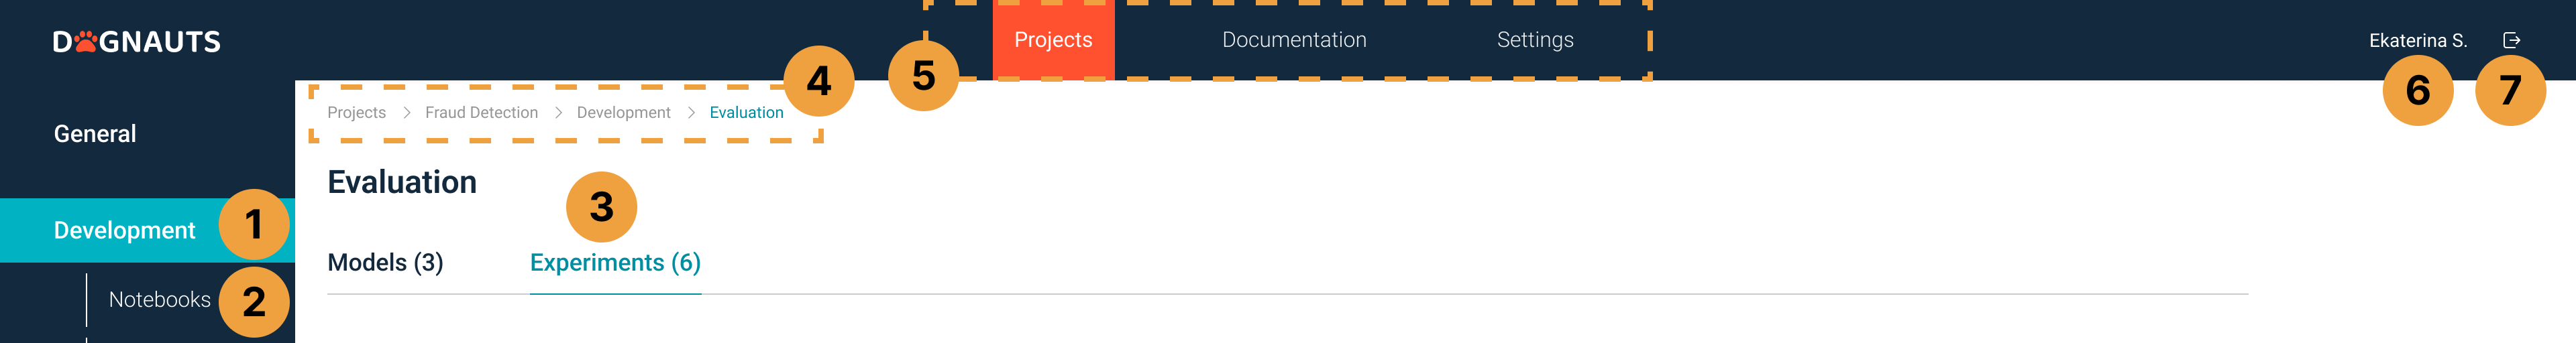 DOGNAUTS
Projects
Documentation
Settings
Ekaterina S.
5
4
6
7
General
Projects > Fraud Detection > Development > Evaluation
Evaluation
3
Development
1
Models (3)
Experiments (6)
Notebooks
2